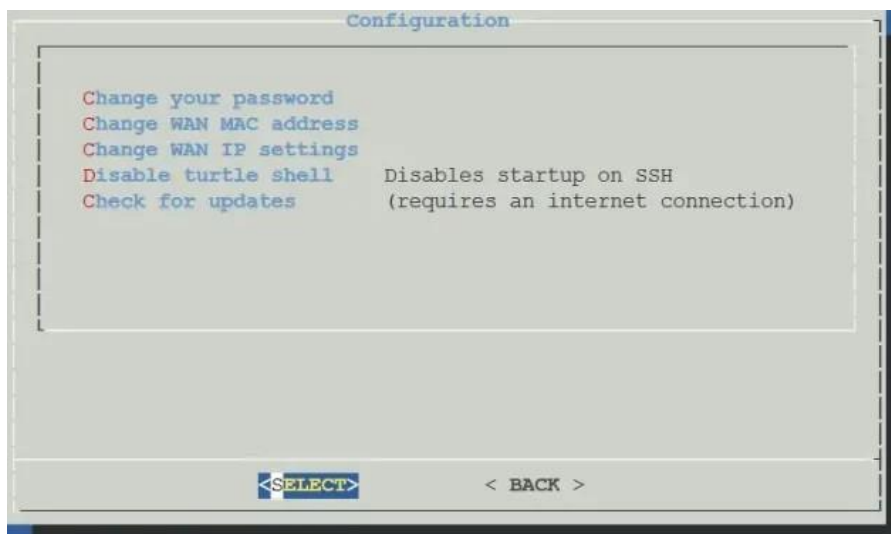 Configuration
Change your password
Change WAN MAC address
Change WAN IP settings
Disable turtle shell Disables startup on SSH
Check for updates (requires an internet connection)
<SELECT> < BACK >